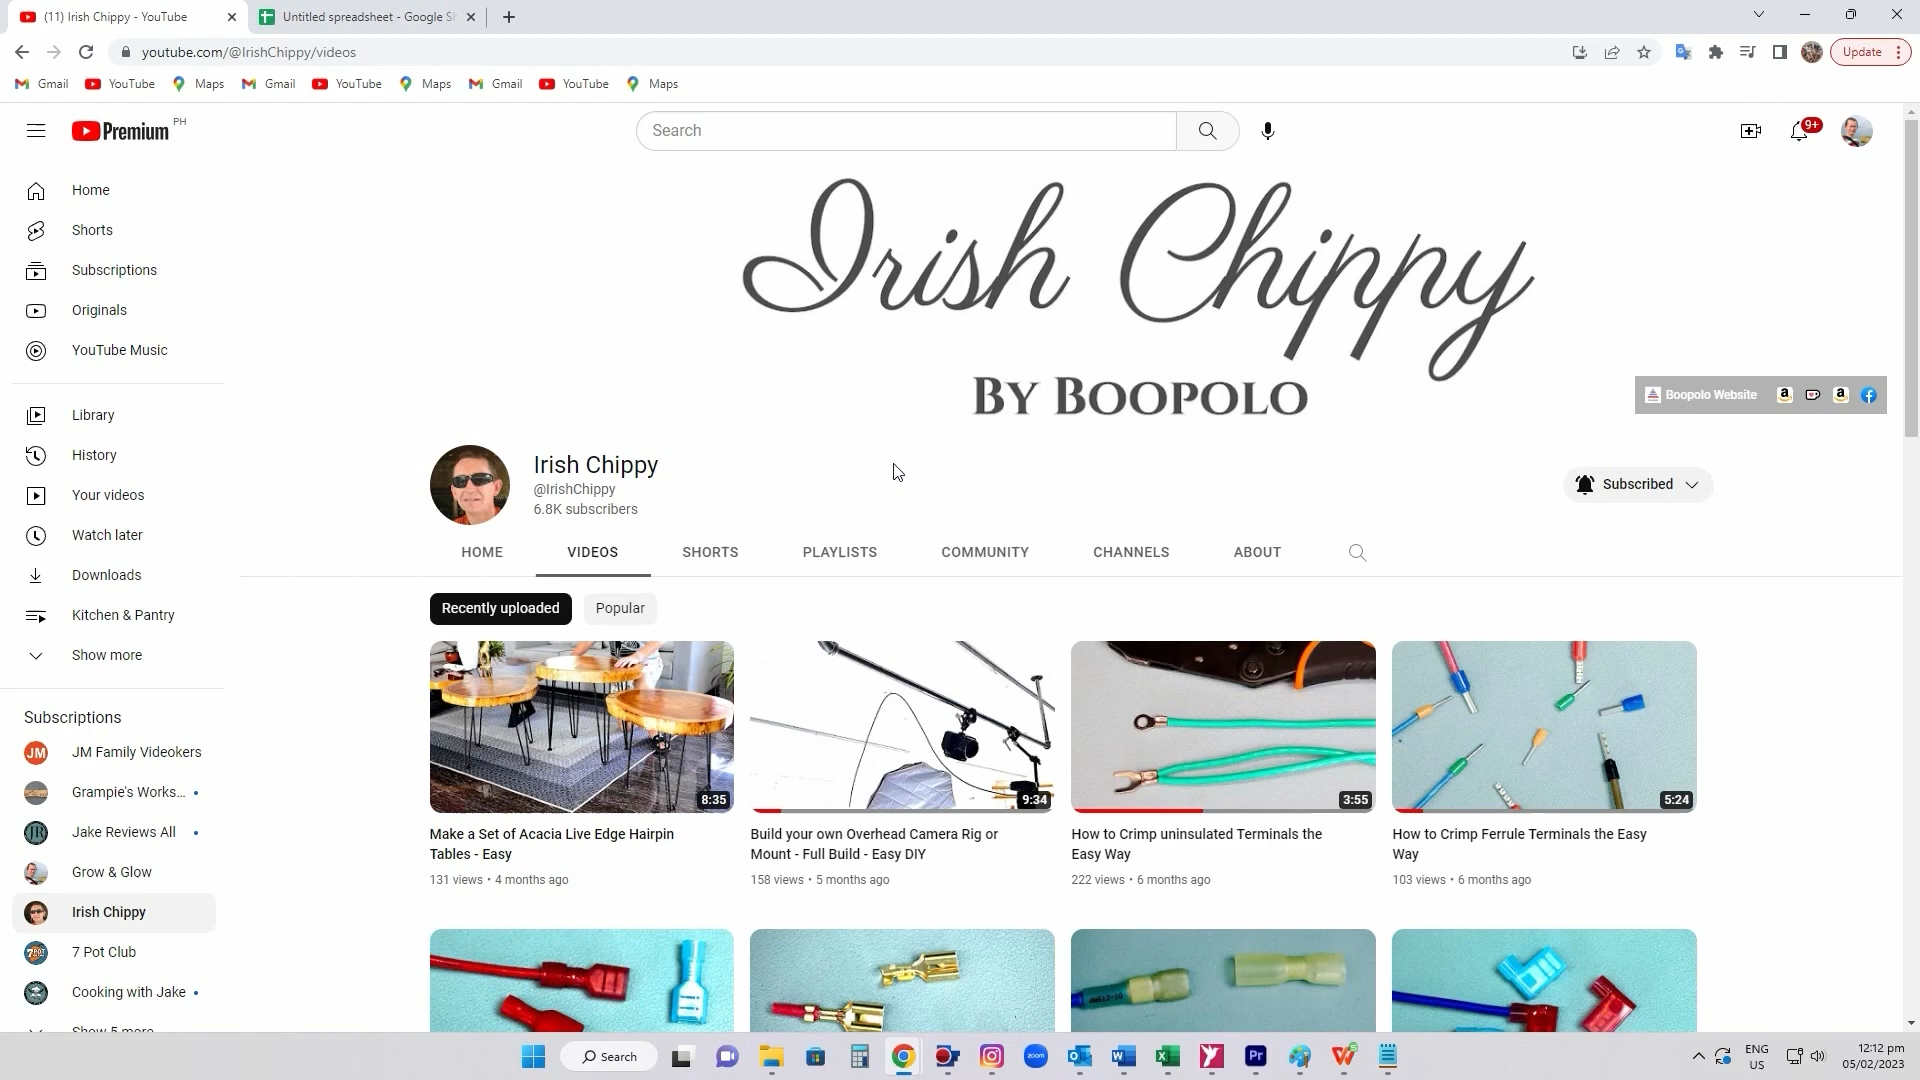 (11) Irish Chippy - YouTube
Untitled spreadsheet - Google Sh
youtube.com/@IrishChippy/videos
Update
Gmail YouTube Maps Gmail YouTube Maps Gmail YouTube Maps
Premium PH
Search
9+
Home
Shorts
Subscriptions
Originals
YouTube Music
Library
History
Your videos
Watch later
Downloads
Kitchen & Pantry
Show more
Subscriptions
JM JM Family Videokers
Grampie's Works...
JR Jake Reviews All
Grow & Glow
Irish Chippy
7 Pot Club
Cooking with Jake
Show 5 more
Irish Chippy
By Boopolo
Boopolo Website
Irish Chippy
@IrishChippy
6.8K subscribers
Subscribed
HOME VIDEOS SHORTS PLAYLISTS COMMUNITY CHANNELS ABOUT
Recently uploaded Popular
8:35
9:34
3:55
5:24
Make a Set of Acacia Live Edge Hairpin
Tables - Easy
131 views • 4 months ago
Build your own Overhead Camera Rig or
Mount - Full Build - Easy DIY
158 views • 5 months ago
How to Crimp uninsulated Terminals the
Easy Way
222 views • 6 months ago
How to Crimp Ferrule Terminals the Easy
Way
103 views • 6 months ago
Search
zoom
Pr
ENG
US
12:12 pm
05/02/2023